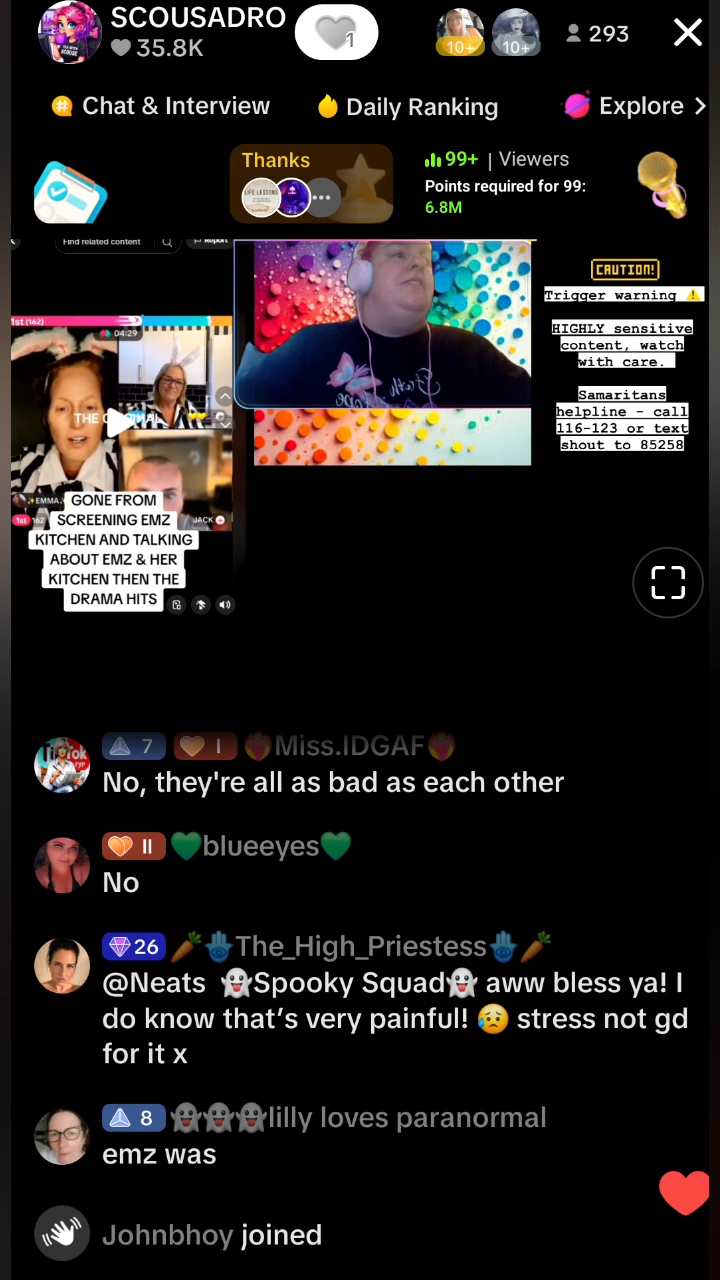 SCOUSADRO
35.8K
1
10+
10+
293
Chat & Interview
Daily Ranking
Explore >
Thanks
LIFE LESSONS
99+ | Viewers
Points required for 99:
6.8M
Find related content
Report
1st (162)
04:29
THE
EMMA
1st 162
JACK
GONE FROM
SCREENING EMZ
KITCHEN AND TALKING
ABOUT EMZ & HER
KITCHEN THEN THE
DRAMA HITS
Faith
CAUTION!
Trigger warning ⚠️
HIGHLY sensitive
content, watch
with care.
Samaritans
helpline – call
116-123 or text
shout to 85258
7 I ❤️‍🔥Miss.IDGAF❤️‍🔥
No, they're all as bad as each other
II 💚blueeyes💚
No
26 🥕🪬The_High_Priestess🪬🥕
@Neats 👻Spooky Squad👻 aww bless ya! I
do know that's very painful! 😥 stress not gd
for it x
8 👻👻👻lilly loves paranormal
emz was
Johnbhoy joined